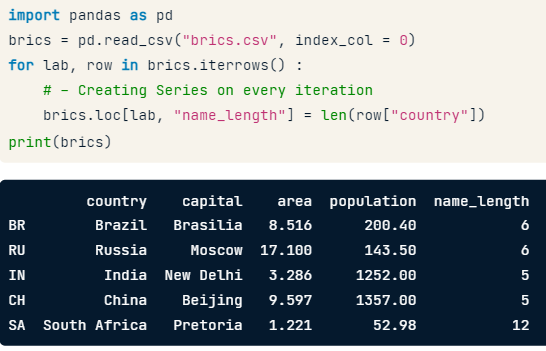 import pandas as pd
brics = pd.read_csv("brics.csv", index_col = 0)
for lab, row in brics.iterrows() :
    # - Creating Series on every iteration
    brics.loc[lab, "name_length"] = len(row["country"])
print(brics)
         country    capital    area  population  name_length
BR        Brazil   Brasilia   8.516      200.40            6
RU        Russia     Moscow  17.100      143.50            6
IN         India  New Delhi   3.286     1252.00            5
CH         China    Beijing   9.597     1357.00            5
SA  South Africa   Pretoria   1.221       52.98           12